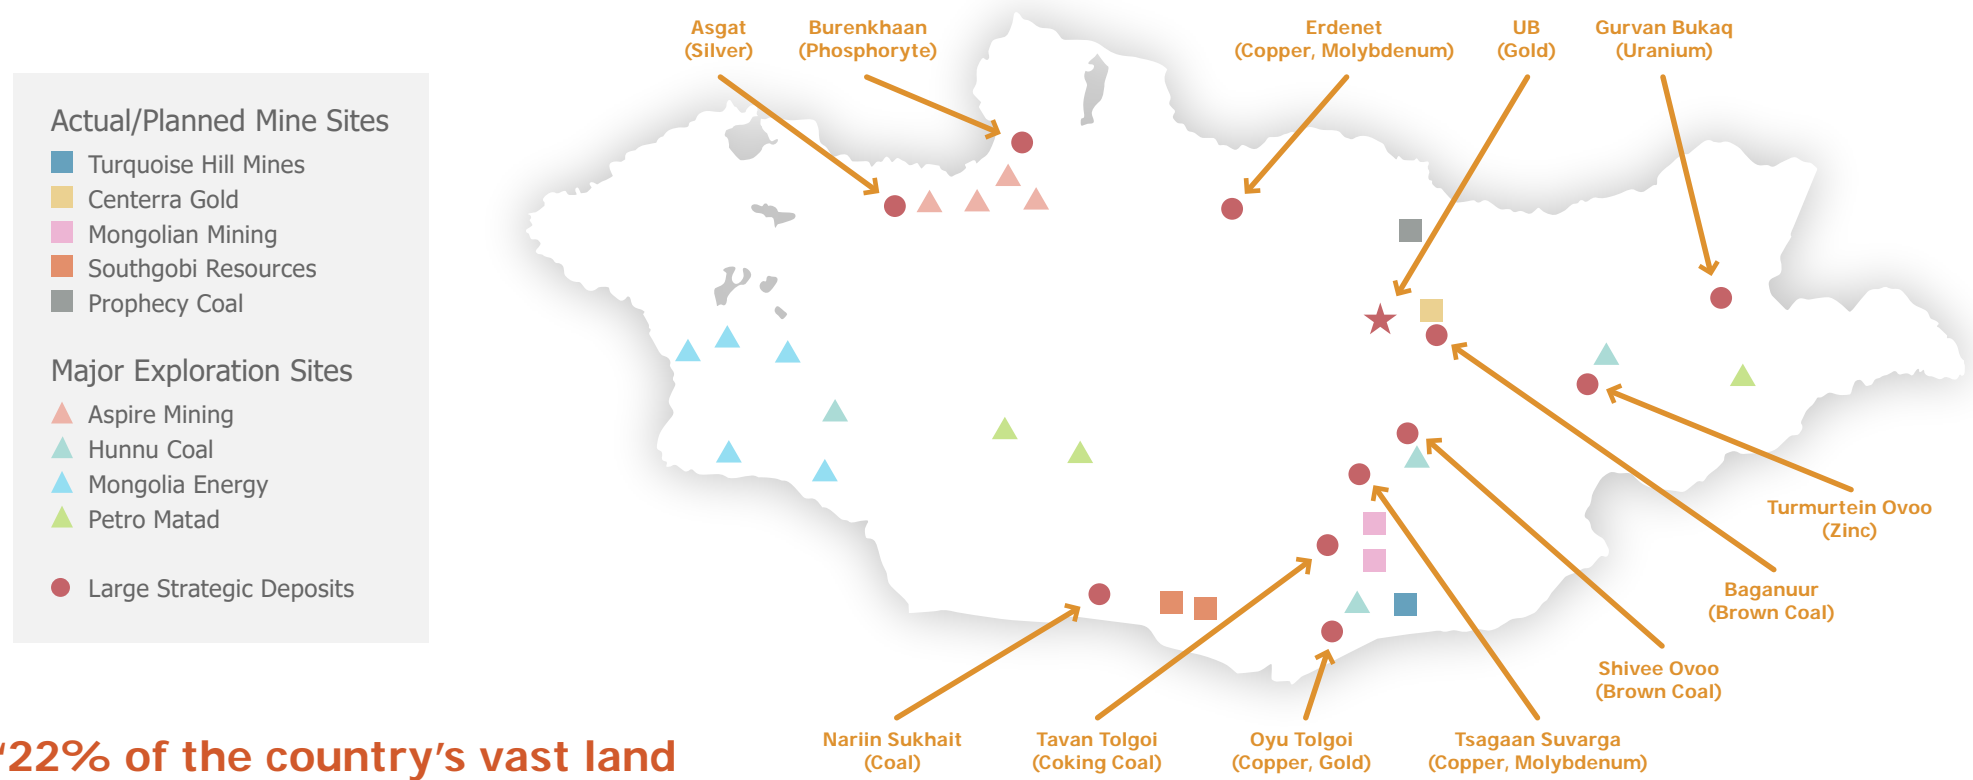 Asgat
(Silver)
Burenkhaan
(Phosphoryte)
Erdenet
(Copper, Molybdenum)
UB
(Gold)
Gurvan Bukaq
(Uranium)
Actual/Planned Mine Sites
Turquoise Hill Mines
Centerra Gold
Mongolian Mining
Southgobi Resources
Prophecy Coal
Major Exploration Sites
Aspire Mining
Hunnu Coal
Mongolia Energy
Petro Matad
Large Strategic Deposits
Turmurtein Ovoo
(Zinc)
Baganuur
(Brown Coal)
Shivee Ovoo
(Brown Coal)
Nariin Sukhait
(Coal)
Tavan Tolgoi
(Coking Coal)
Oyu Tolgoi
(Copper, Gold)
Tsagaan Suvarga
(Copper, Molybdenum)
‘22% of the country’s vast land